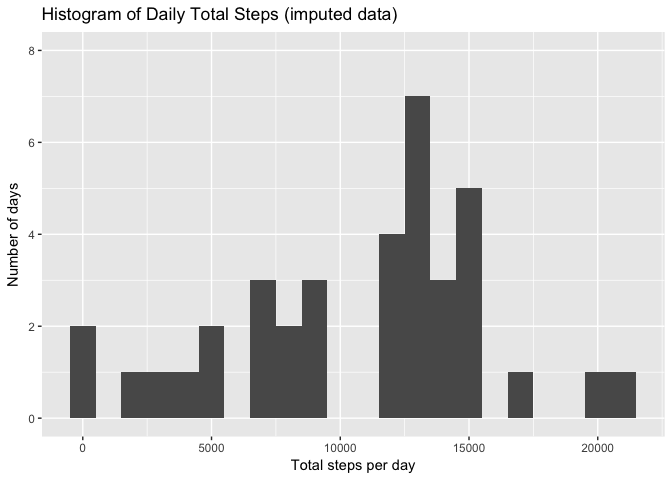 Histogram of Daily Total Steps (imputed data)
8
6
4
2
0
Number of days
0 5000 10000 15000 20000
Total steps per day